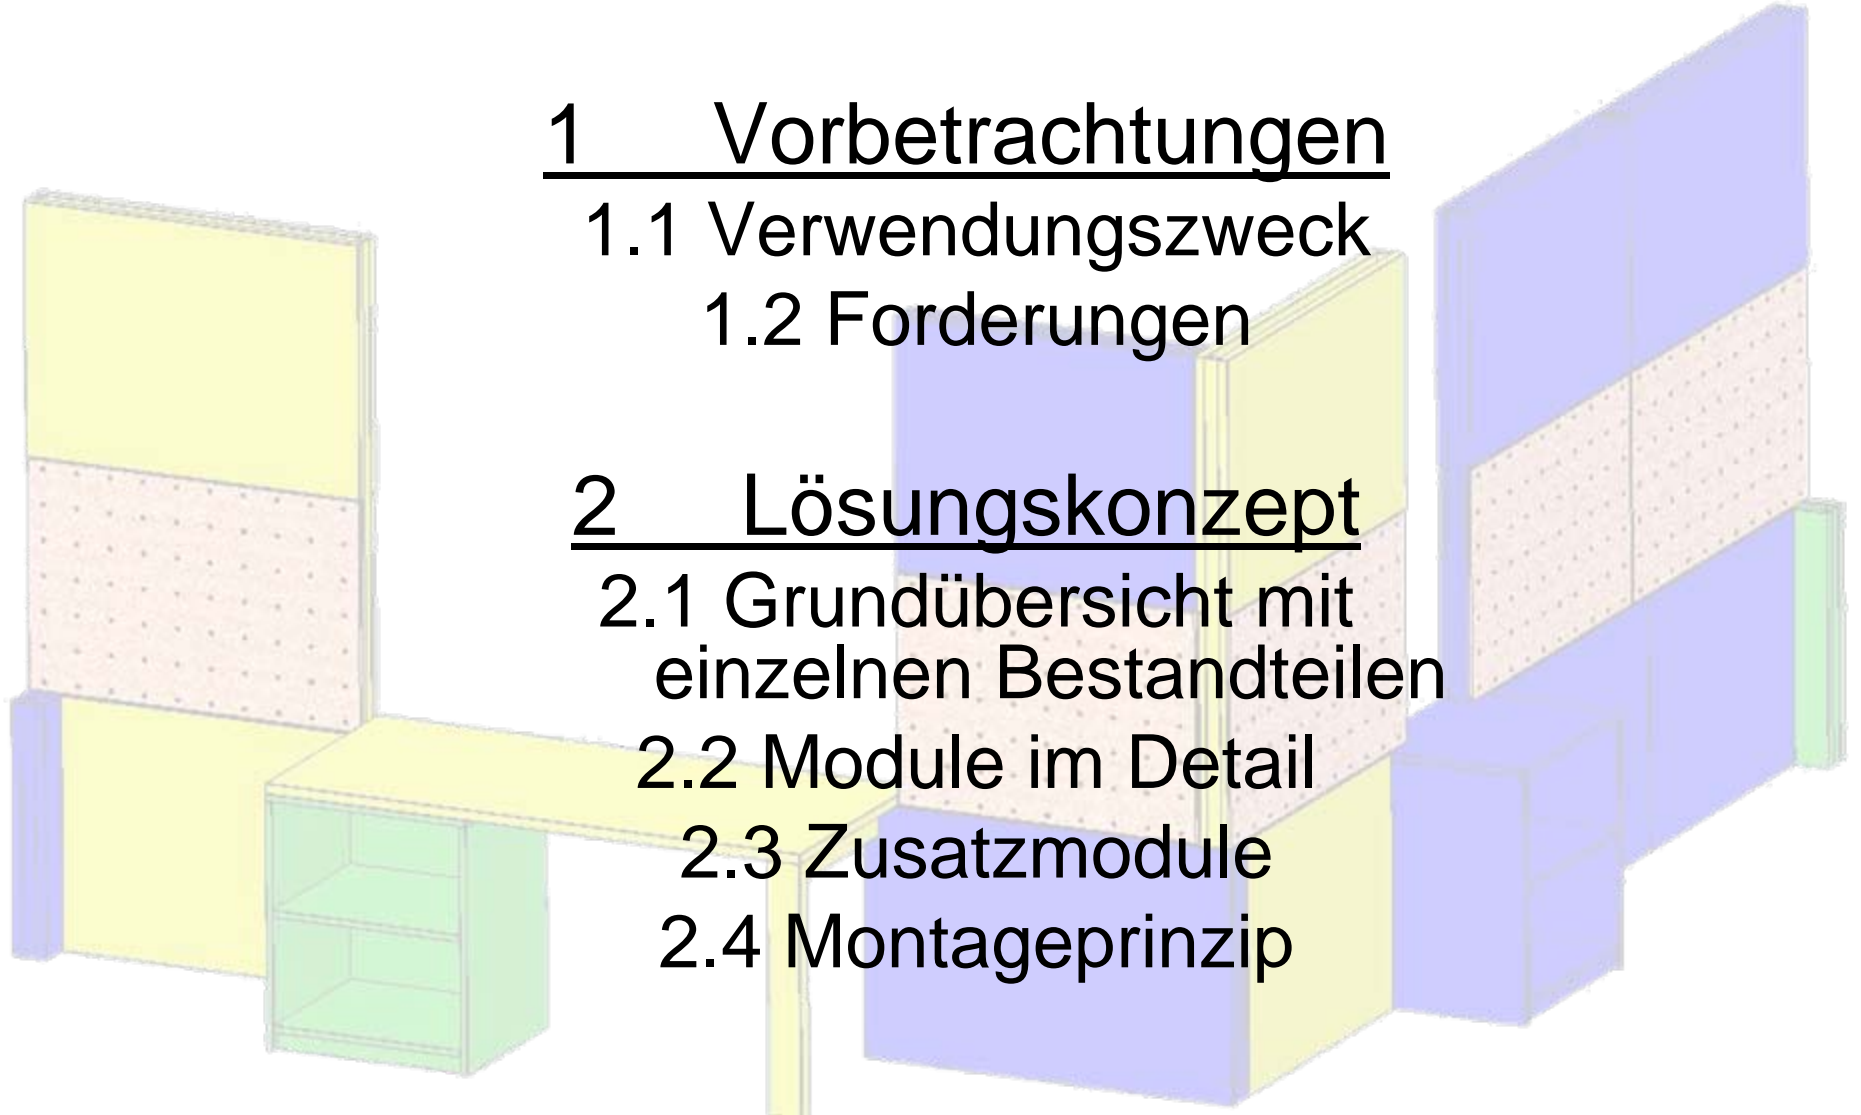 1 Vorbetrachtungen
1.1 Verwendungszweck
1.2 Forderungen
2 Lösungskonzept
2.1 Grundübersicht mit
einzelnen Bestandteilen
2.2 Module im Detail
2.3 Zusatzmodule
2.4 Montageprinzip